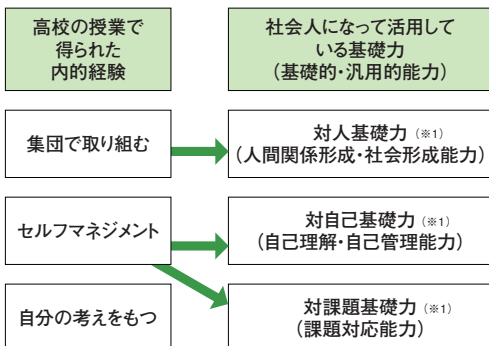 高校の授業で
得られた
内的経験
社会人になって活用して
いる基礎力
(基礎的・汎用的能力)
集団で取り組む
対人基礎力(※1)
(人間関係形成・社会形成能力)
セルフマネジメント
対自己基礎力(※1)
(自己理解・自己管理能力)
自分の考えをもつ
対課題基礎力(※1)
(課題対応能力)